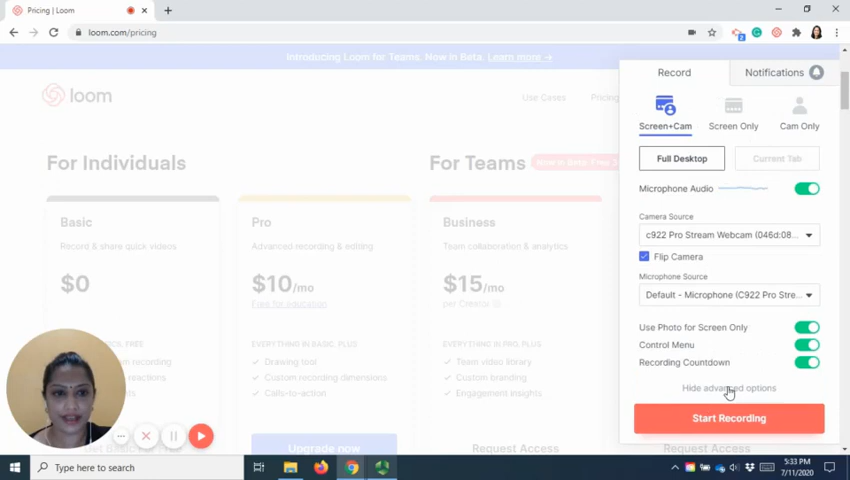 Pricing | Loom
loom.com/pricing
2
Introducing Loom for Teams. Now in Beta. Learn more →
loom
Use Cases
Pricing
For Individuals
For Teams
Basic
Record & share quick videos
$0
Pro
Advanced recording & editing
$10/mo
Free for education
EVERYTHING IN BASIC, PLUS
Drawing tool
Custom recording dimensions
Calls-to-action
Upgrade now
Business
Team collaboration & analytics
$15/mo
per Creator
EVERYTHING IN PRO, PLUS
Team video library
Custom branding
Engagement insights
Request Access
Request Access
Record
Notifications
Screen+Cam
Screen Only
Cam Only
Full Desktop
Current Tab
Microphone Audio
Camera Source
c922 Pro Stream Webcam (046d:08...
Flip Camera
Microphone Source
Default - Microphone (C922 Pro Stre...
Use Photo for Screen Only
Control Menu
Recording Countdown
Hide advanced options
Start Recording
Type here to search
5:33 PM
7/11/2020